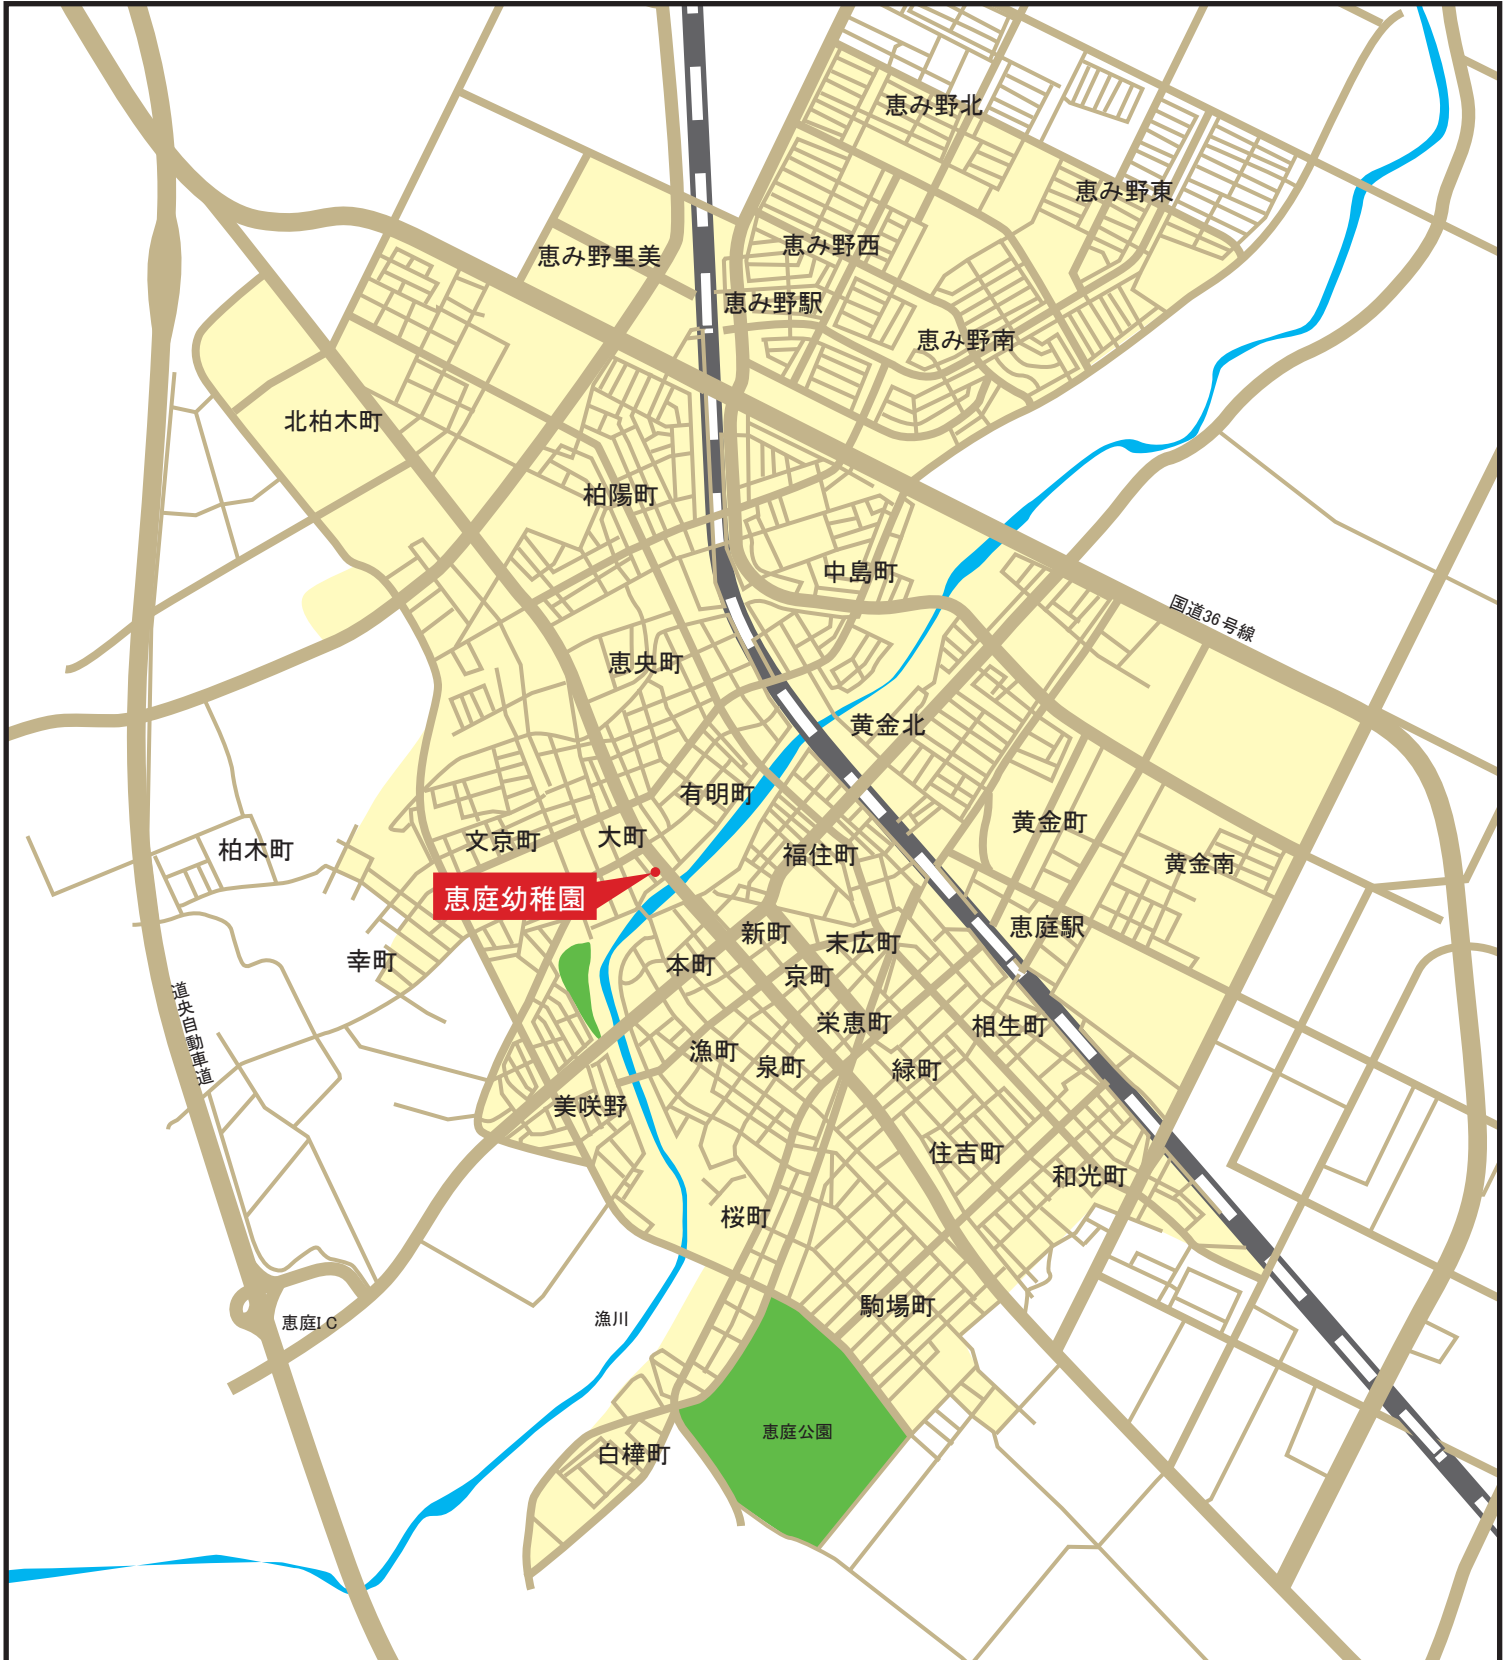 恵み野北
恵み野東
恵み野西
恵み野里美
恵み野駅
恵み野南
北柏木町
柏陽町
中島町
国道36号線
恵央町
黄金北
有明町
黄金町
文京町
大町
柏木町
福住町
黄金南
恵庭幼稚園
恵庭駅
新町
末広町
幸町
本町
京町
道央自動車道
栄恵町
相生町
漁町
泉町
緑町
美咲野
住吉町
和光町
桜町
駒場町
漁川
恵庭IC
恵庭公園
白樺町